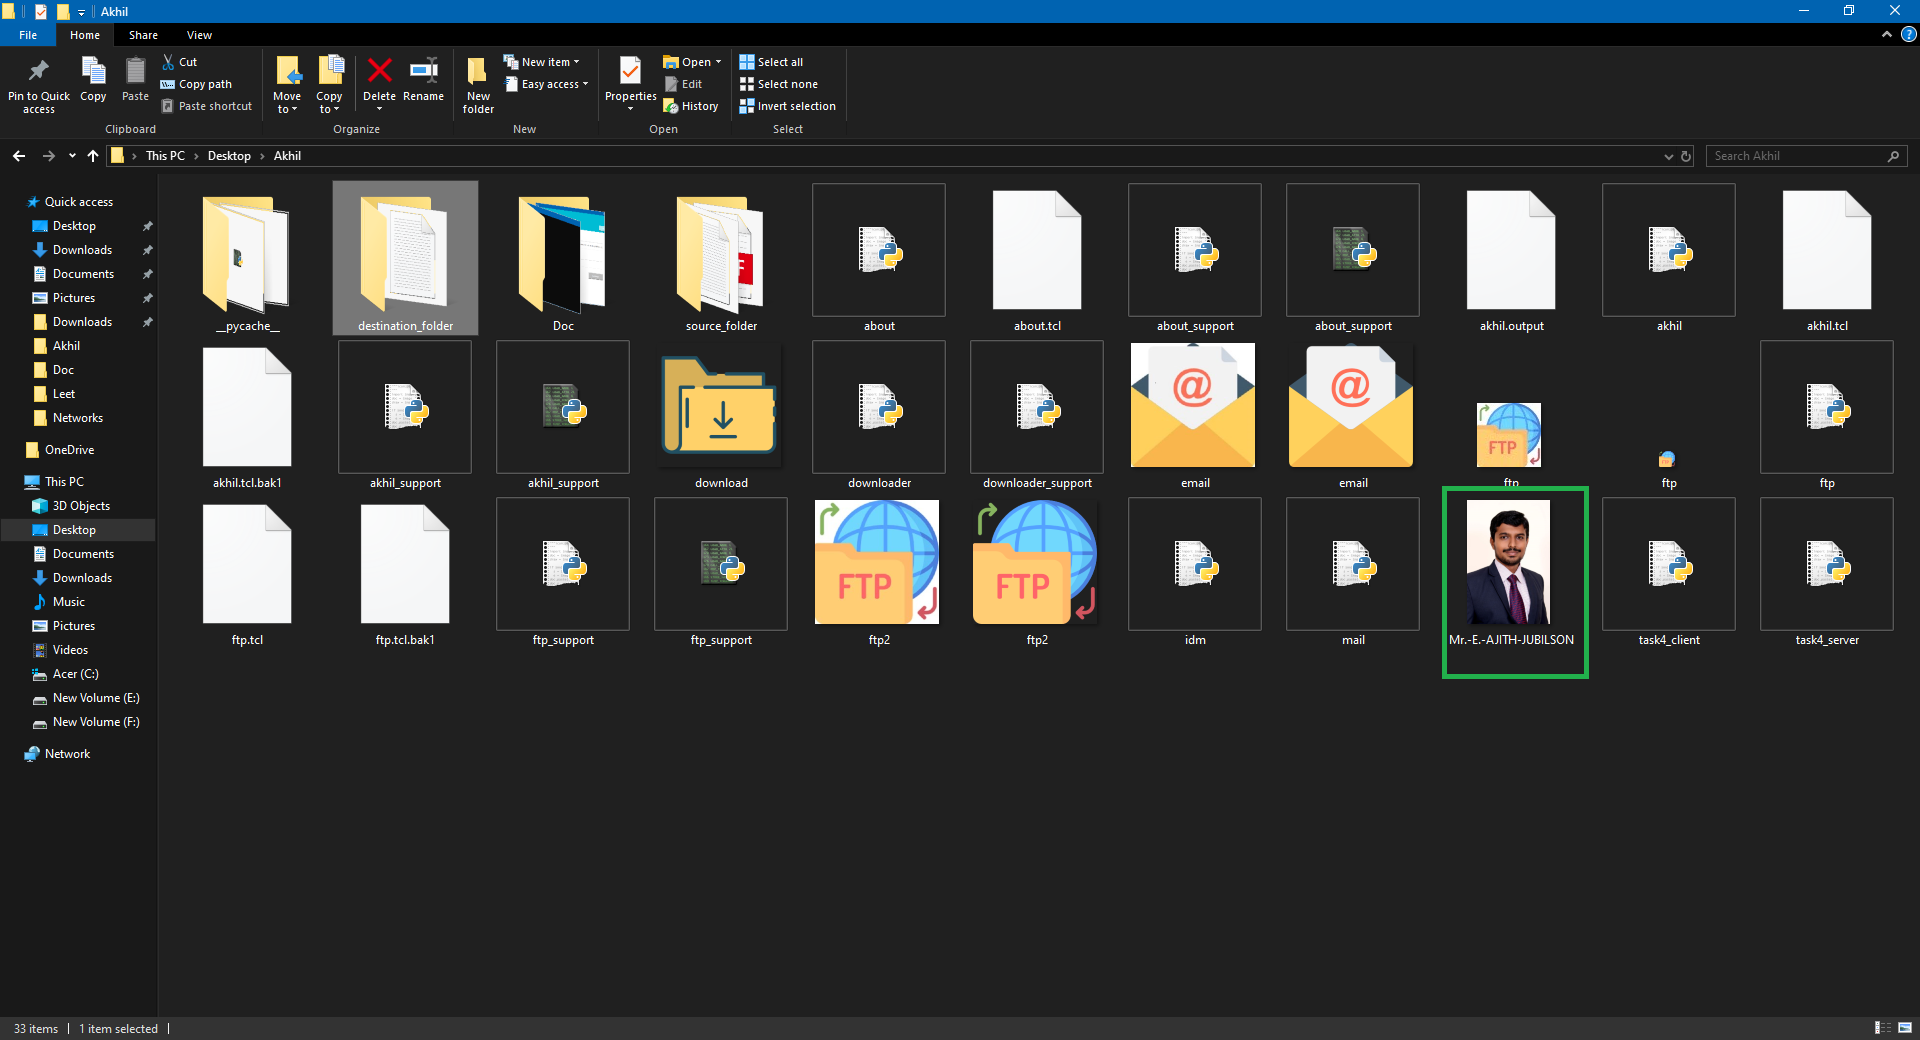 Akhil
File Home Share View
Pin to Quick access
Copy
Paste
Cut
Copy path
Paste shortcut
Clipboard
Move to
Copy to
Delete
Rename
Organize
New folder
New item
Easy access
New
Properties
Open
Edit
History
Open
Select all
Select none
Invert selection
Select
This PC > Desktop > Akhil
Search Akhil
Quick access
Desktop
Downloads
Documents
Pictures
Downloads
Akhil
Doc
Leet
Networks
OneDrive
This PC
3D Objects
Desktop
Documents
Downloads
Music
Pictures
Videos
Acer (C:)
New Volume (E:)
New Volume (F:)
Network
__pycache__ destination_folder Doc source_folder about about.tcl about_support about_support akhil.output akhil akhil.tcl
@ @ FTP
akhil.tcl.bak1 akhil_support akhil_support download downloader downloader_support email email ftp ftp ftp
FTP FTP
ftp.tcl ftp.tcl.bak1 ftp_support ftp_support ftp2 ftp2 idm mail Mr.-E.-AJITH-JUBILSON task4_client task4_server
33 items 1 item selected